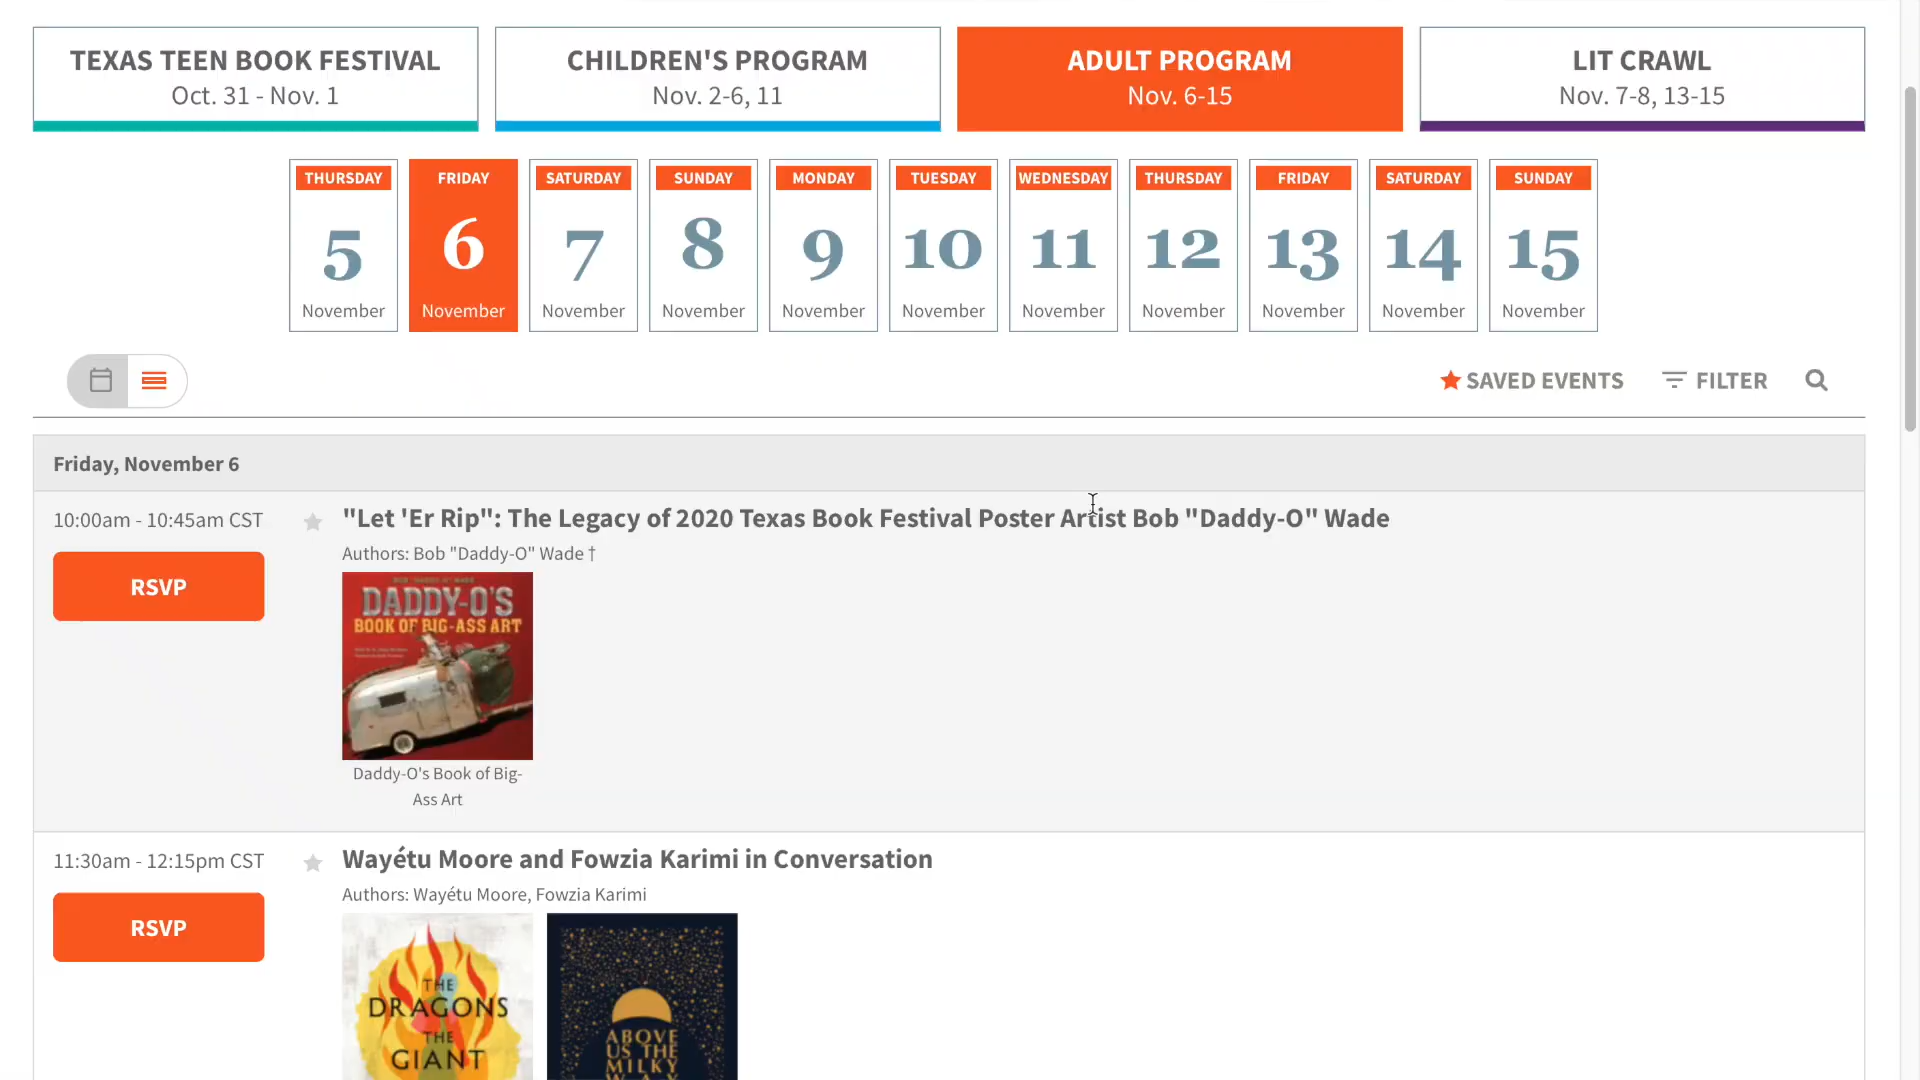 TEXAS TEEN BOOK FESTIVAL
Oct. 31 - Nov. 1
CHILDREN'S PROGRAM
Nov. 2-6, 11
ADULT PROGRAM
Nov. 6-15
LIT CRAWL
Nov. 7-8, 13-15
THURSDAY
5
November
FRIDAY
6
November
SATURDAY
7
November
SUNDAY
8
November
MONDAY
9
November
TUESDAY
10
November
WEDNESDAY
11
November
THURSDAY
12
November
FRIDAY
13
November
SATURDAY
14
November
SUNDAY
15
November
SAVED EVENTS
FILTER
Friday, November 6
10:00am - 10:45am CST
RSVP
"Let 'Er Rip": The Legacy of 2020 Texas Book Festival Poster Artist Bob "Daddy-O" Wade
Authors: Bob "Daddy-O" Wade †
DADDY-O'S
BOOK OF BIG-ASS ART
Daddy-O's Book of Big-
Ass Art
11:30am - 12:15pm CST
RSVP
Wayétu Moore and Fowzia Karimi in Conversation
Authors: Wayétu Moore, Fowzia Karimi
THE
DRAGONS
THE
GIANT
ABOVE
US THE
MILKY
WAY